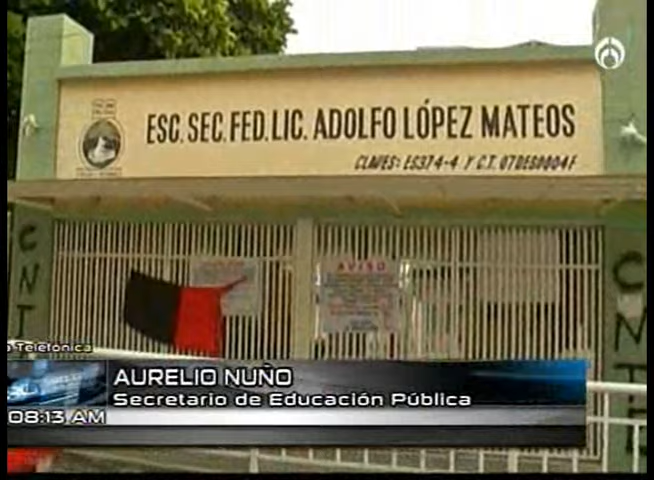 ESC. SEC. FED. LIC. ADOLFO LÓPEZ MATEOS
CLAVES: ES374-4 Y C.T. 07DES0004F
AVISO
CNT
CNTE
Telefónica
AURELIO NUÑO
Secretario de Educación Pública
08:13 AM